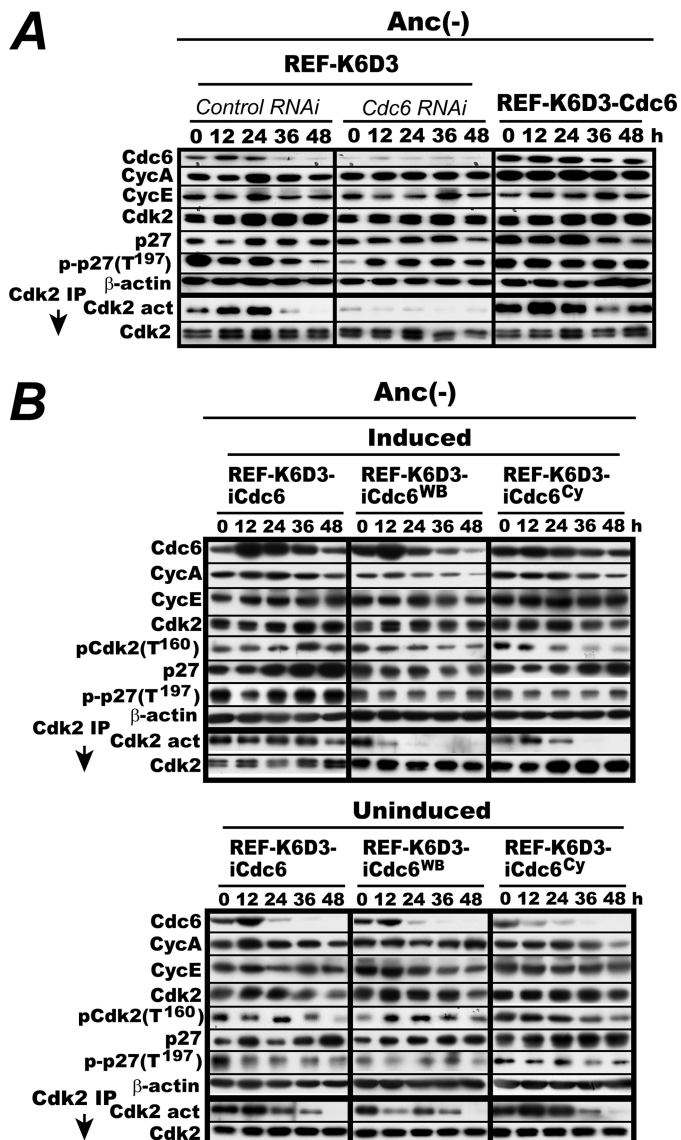 A
Anc(-)
REF-K6D3
Control RNAi Cdc6 RNAi REF-K6D3-Cdc6
0 12 24 36 48 0 12 24 36 48 0 12 24 36 48 h
Cdc6
CycA
CycE
Cdk2
p27
p-p27(T197)
β-actin
Cdk2 IP
Cdk2 act
Cdk2
B
Anc(-)
Induced
REF-K6D3-iCdc6 REF-K6D3-iCdc6WB REF-K6D3-iCdc6Cy
0 12 24 36 48 0 12 24 36 48 0 12 24 36 48 h
Cdc6
CycA
CycE
Cdk2
pCdk2(T160)
p27
p-p27(T197)
β-actin
Cdk2 IP
Cdk2 act
Cdk2
Uninduced
REF-K6D3-iCdc6 REF-K6D3-iCdc6WB REF-K6D3-iCdc6Cy
0 12 24 36 48 0 12 24 36 48 0 12 24 36 48 h
Cdc6
CycA
CycE
Cdk2
pCdk2(T160)
p27
p-p27(T197)
β-actin
Cdk2 IP
Cdk2 act
Cdk2